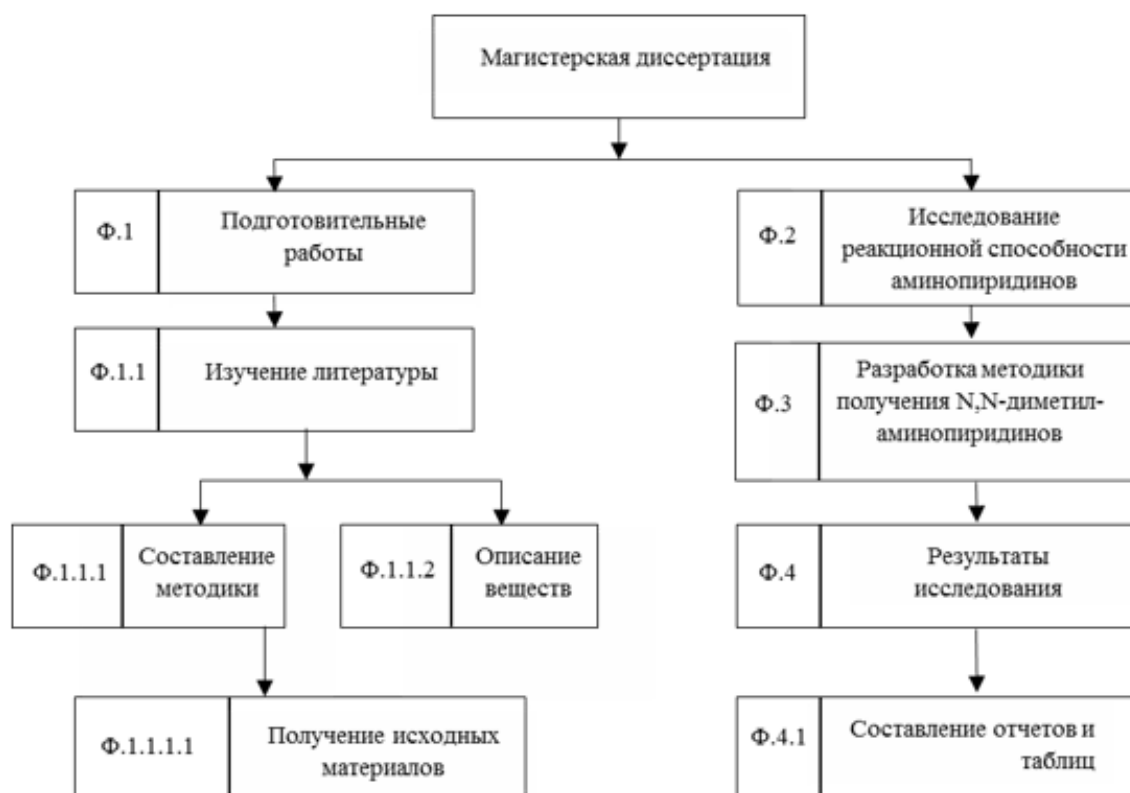 Магистерская диссертация
Ф.1
Подготовительные
работы
Ф.2
Исследование
реакционной способности
аминопиридинов
Ф.1.1
Изучение литературы
Ф.3
Разработка методики
получения N,N-диметил-
аминопиридинов
Ф.1.1.1
Составление
методики
Ф.1.1.2
Описание
веществ
Ф.4
Результаты
исследования
Ф.1.1.1.1
Получение исходных
материалов
Ф.4.1
Составление отчетов и
таблиц